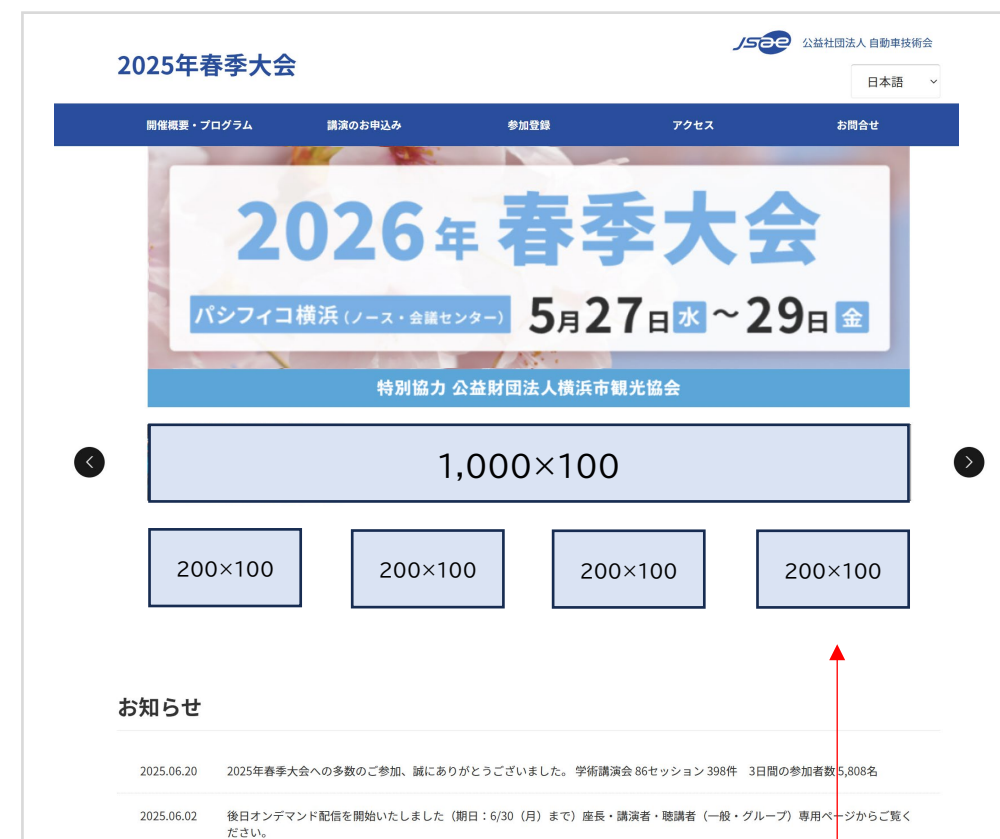 JSAE 公益社団法人 自動車技術会
2025年春季大会
日本語
開催概要・プログラム 講演のお申込み 参加登録 アクセス お問合せ
2026年 春季大会
パシフィコ横浜 (ノース・会議センター) 5月27日 水 ～29日 金
特別協力 公益財団法人横浜市観光協会
1,000×100
200×100 200×100 200×100 200×100
お知らせ
2025.06.20 2025年春季大会への多数のご参加、誠にありがとうございました。 学術講演会 86セッション 398件 3日間の参加者数 5,808名
2025.06.02 後日オンデマンド配信を開始いたしました（期日：6/30（月）まで）座長・講演者・聴講者（一般・グループ）専用ページからご覧く
ださい。